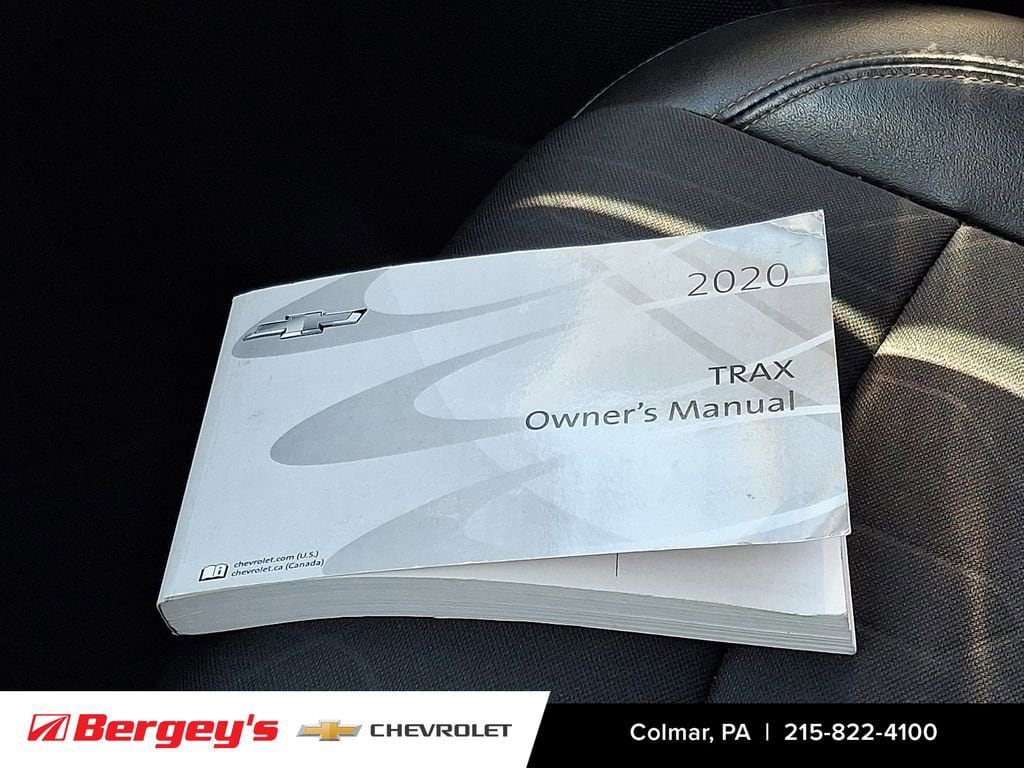 2020
TRAX
Owner's Manual
chevrolet.com (U.S.)
chevrolet.ca (Canada)
Bergey's CHEVROLET
Colmar, PA | 215-822-4100